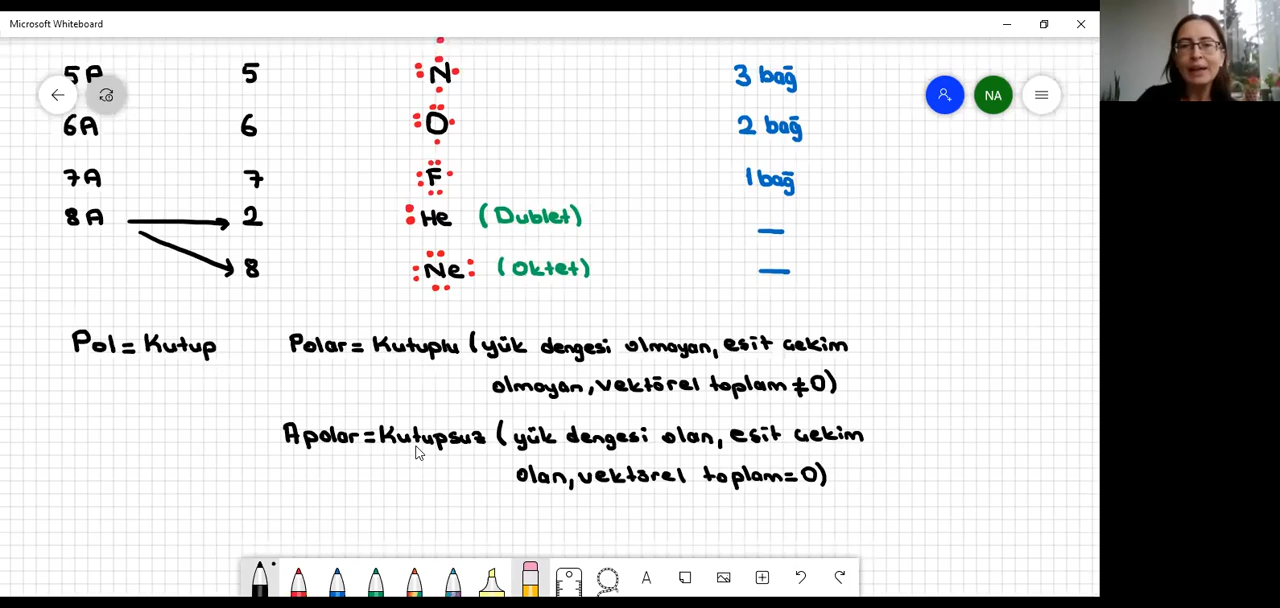 Microsoft Whiteboard
5A 5 N 3 bağ
6A 6 O 2 bağ
NA
7A 7 F 1 bağ
8A 2 He (Dublet) —
8 Ne (Oktet) —
Pol = Kutup Polar = Kutuplu (yük dengesi olmayan, eşit çekim
olmayan, vektörel toplam ≠ 0)
Apolar = Kutupsuz (yük dengesi olan, eşit çekim
olan, vektörel toplam = 0)
A